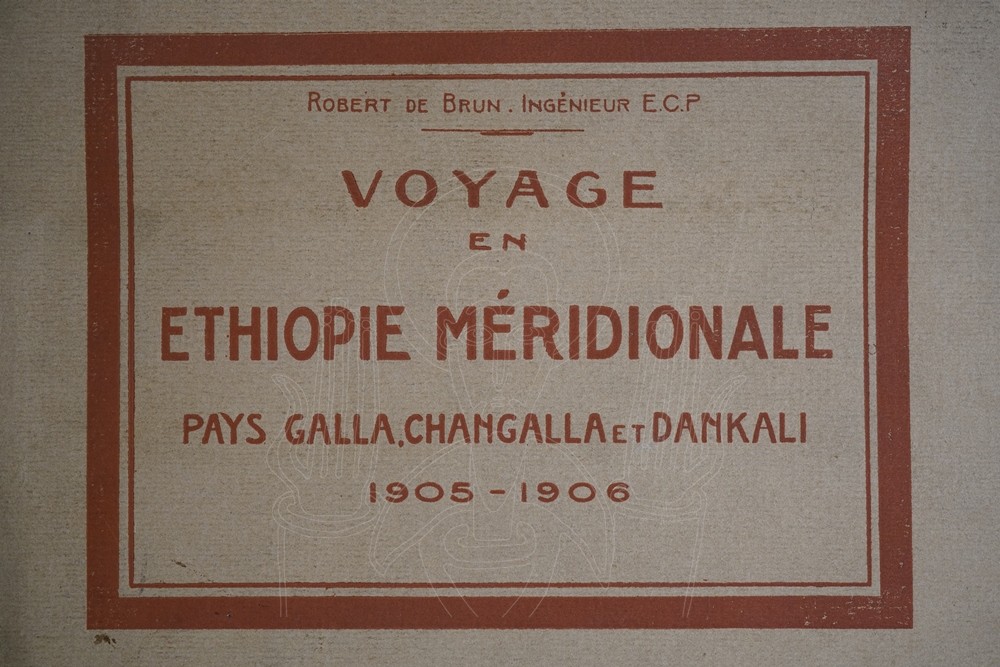 ROBERT DE BRUN. INGÉNIEUR E.C.P
VOYAGE
EN
ETHIOPIE MÉRIDIONALE
PAYS GALLA, CHANGALLA ET DANKALI
1905-1906